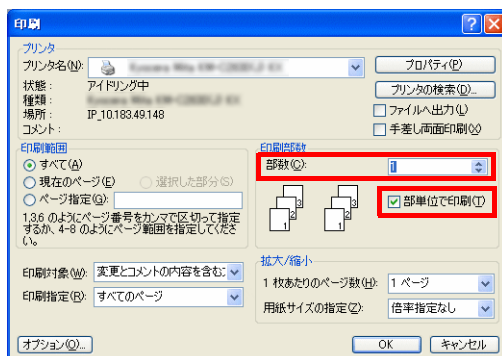 印刷
プリンタ
プリンタ名(N):
プロパティ(P)
状態: アイドリング中
プリンタの検索(D)...
種類:
場所: IP_10.183.49.148
ファイルへ出力(L)
コメント:
手差し両面印刷(X)
印刷範囲
すべて(A)
現在のページ(E) 選択した部分(S)
ページ指定(G):
1,3,6 のようにページ番号をカンマで区切って指定
するか、4-8 のようにページ範囲を指定してくださ
い。
印刷部数
部数(C): 1
1 1 2 2 3 3
部単位で印刷(T)
印刷対象(W): 変更とコメントの内容を含む
印刷指定(R): すべてのページ
拡大/縮小
1 枚あたりのページ数(H): 1 ページ
用紙サイズの指定(Z): 倍率指定なし
オプション(O)...
OK
キャンセル